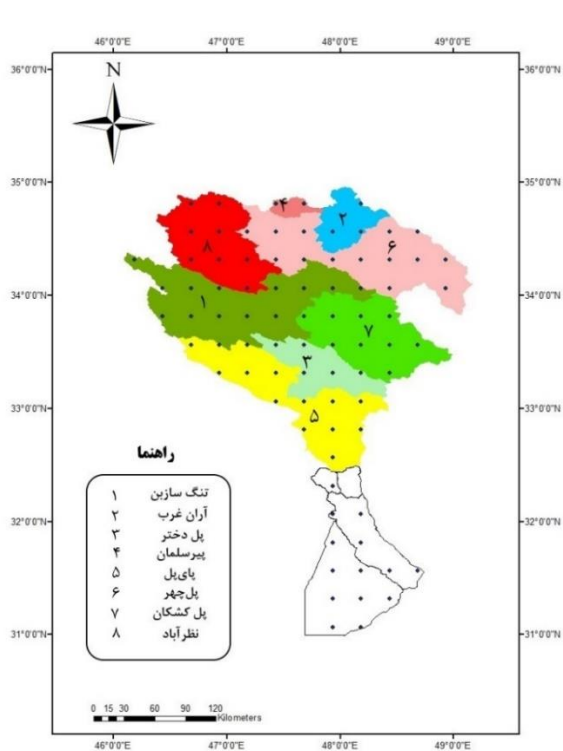 46°0'0"E 47°0'0"E 48°0'0"E 49°0'0"E
36°0'0"N 36°0'0"N
N
35°0'0"N 35°0'0"N
۴
۲
۸ ۶
34°0'0"N 34°0'0"N
۱
۷
۳
33°0'0"N 33°0'0"N
۵
راهنما
تنگ سازبن ۱
آران غرب ۲
پل دختر ۳
پیرسلمان ۴
پای‌پل ۵
پل‌چهر ۶
پل کشکان ۷
نظرآباد ۸
32°0'0"N 32°0'0"N
31°0'0"N 31°0'0"N
0 15 30 60 90 120
Kilometers
46°0'0"E 47°0'0"E 48°0'0"E 49°0'0"E